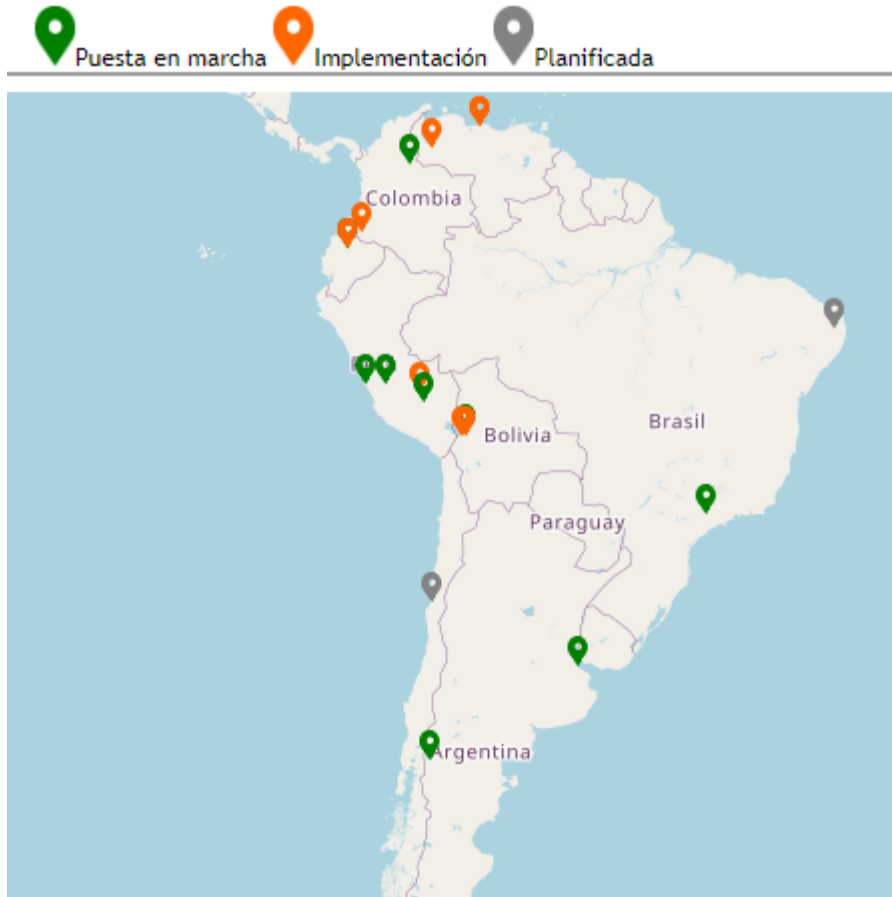 Puesta en marcha Implementación Planificada
Colombia
Brasil
Bolivia
Paraguay
Argentina